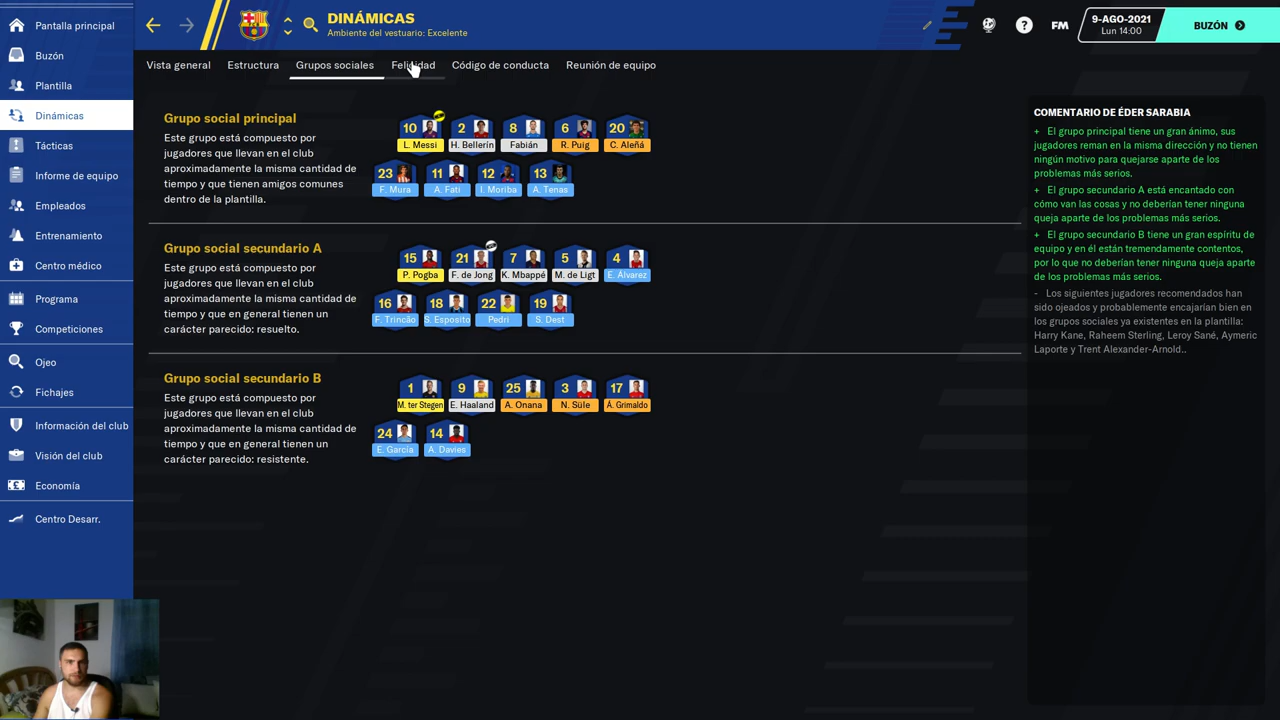 Pantalla principal
Buzón
Plantilla
Dinámicas
Tácticas
Informe de equipo
Empleados
Entrenamiento
Centro médico
Programa
Competiciones
Ojeo
Fichajes
Información del club
Visión del club
Economía
Centro Desarr.
DINÁMICAS
Ambiente del vestuario: Excelente
?
FM
9-AGO-2021
Lun 14:00
BUZÓN
Vista general Estructura Grupos sociales Felicidad Código de conducta Reunión de equipo
Grupo social principal
Este grupo está compuesto por
jugadores que llevan en el club
aproximadamente la misma cantidad de
tiempo y que tienen amigos comunes
dentro de la plantilla.
10 2 8 6 20
L. Messi H. Bellerín Fabián R. Puig C. Aleñá
23 11 12 13
F. Mura A. Fati I. Moriba A. Tenas
Grupo social secundario A
Este grupo está compuesto por
jugadores que llevan en el club
aproximadamente la misma cantidad de
tiempo y que en general tienen un
carácter parecido: resuelto.
15 21 7 5 4
P. Pogba F. de Jong K. Mbappé M. de Ligt E. Álvarez
16 18 22 19
F. Trincão S. Esposito Pedri S. Dest
Grupo social secundario B
Este grupo está compuesto por
jugadores que llevan en el club
aproximadamente la misma cantidad de
tiempo y que en general tienen un
carácter parecido: resistente.
1 9 25 3 17
M. ter Stegen E. Haaland A. Onana N. Süle Á. Grimaldo
24 14
E. García A. Davies
COMENTARIO DE ÉDER SARABIA
+ El grupo principal tiene un gran ánimo, sus
jugadores reman en la misma dirección y no tienen
ningún motivo para quejarse aparte de los
problemas más serios.
+ El grupo secundario A está encantado con
cómo van las cosas y no deberían tener ninguna
queja aparte de los problemas más serios.
+ El grupo secundario B tiene un gran espíritu de
equipo y en él están tremendamente contentos,
por lo que no deberían tener ninguna queja aparte
de los problemas más serios.
- Los siguientes jugadores recomendados han
sido ojeados y probablemente encajarían bien en
los grupos sociales ya existentes en la plantilla:
Harry Kane, Raheem Sterling, Leroy Sané, Aymeric
Laporte y Trent Alexander-Arnold..